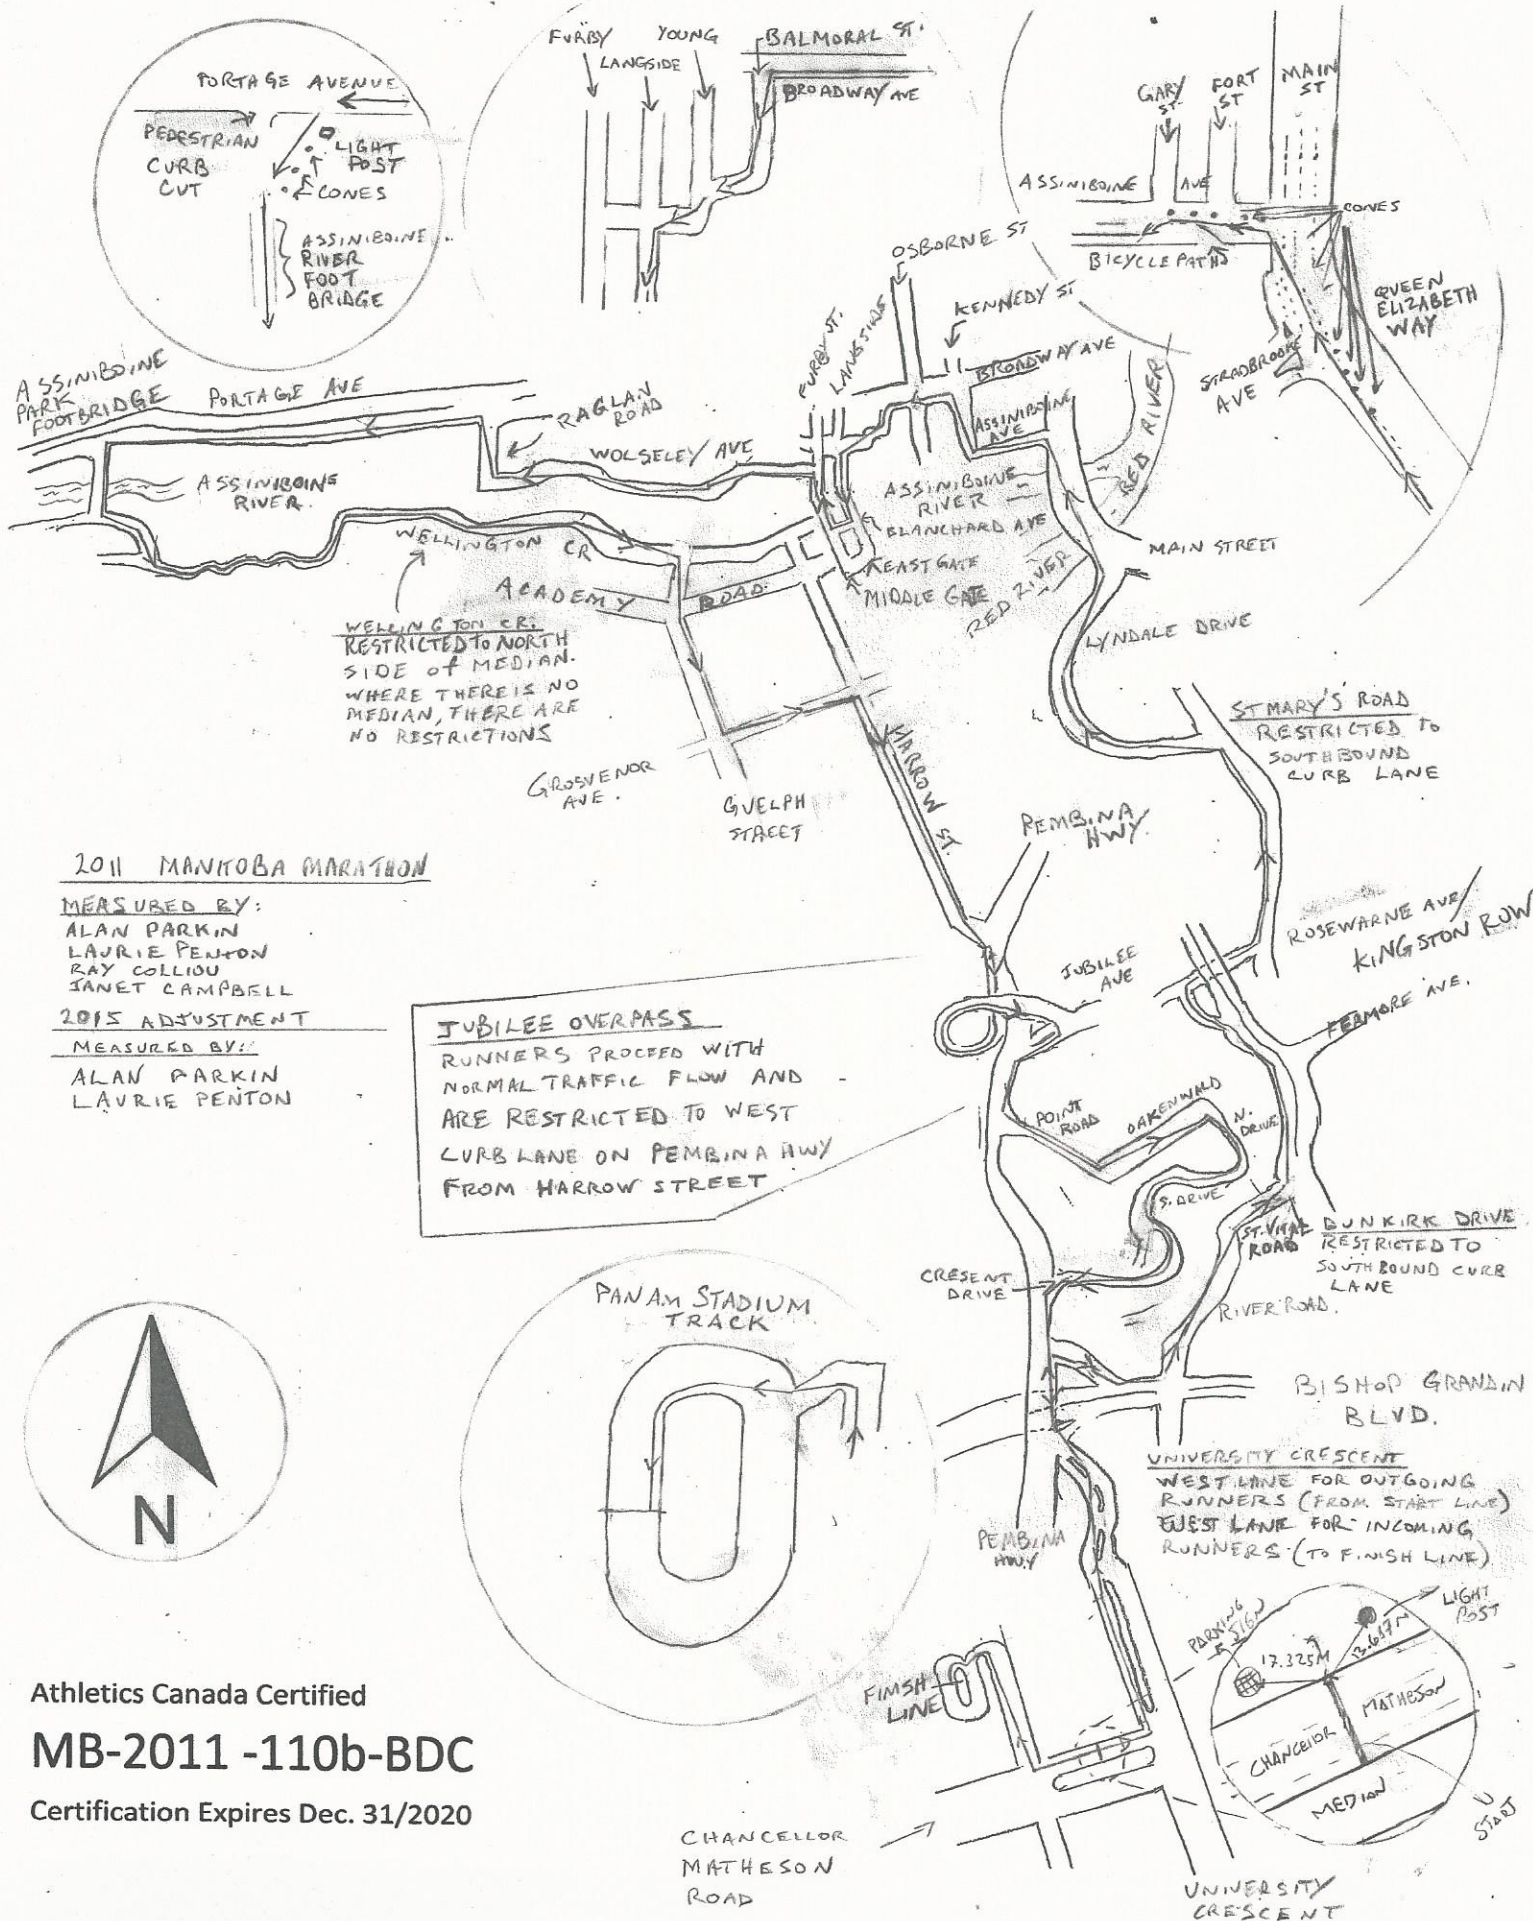 PORTAGE AVENUE
PEDESTRIAN
CURB
CUT
LIGHT
POST
CONES
ASSINIBOINE
RIVER
FOOT
BRIDGE
FURBY
LANGSIDE
YOUNG
BALMORAL ST.
BROADWAY AVE
GARY
ST.
FORT
ST
MAIN
ST
ASSINIBOINE AVE
CONES
BICYCLE PATHS
QUEEN
ELIZABETH
WAY
STRADBROOKE
AVE
OSBORNE ST
KENNEDY ST
FURBY ST.
LANGSIDE
BROADWAY AVE
ASSINIBOINE
AVE
RED RIVER
ASSINIBOINE
PARK
FOOTBRIDGE
PORTAGE AVE
RAGLAN
ROAD
WOLSELEY AVE
ASSINIBOINE
RIVER.
ASSINIBOINE
RIVER
BLANCHARD AVE
EASTGATE
MIDDLE GATE
RED RIVER
MAIN STREET
WELLINGTON CR
ACADEMY ROAD
LYNDALE DRIVE
WELLINGTON CR.
RESTRICTED TO NORTH
SIDE of MEDIAN.
WHERE THERE IS NO
MEDIAN, THERE ARE
NO RESTRICTIONS
ST MARY'S ROAD
RESTRICTED TO
SOUTHBOUND
CURB LANE
GROSVENOR
AVE.
GUELPH
STREET
HARROW ST.
PEMBINA
HWY.
2011 MANITOBA MARATHON
MEASURED BY:
ALAN PARKIN
LAURIE PENTON
RAY COLLIOU
JANET CAMPBELL
2015 ADJUSTMENT
MEASURED BY:
ALAN PARKIN
LAURIE PENTON
ROSEWARNE AVE/
KINGSTON ROW
JUBILEE
AVE
FERMORE AVE.
JUBILEE OVERPASS
RUNNERS PROCEED WITH
NORMAL TRAFFIC FLOW AND
ARE RESTRICTED TO WEST
CURB LANE ON PEMBINA HWY
FROM HARROW STREET
POINT
ROAD
OAKENWALD
N.
DRIVE
S. DRIVE
ST. VITAL
ROAD
DUNKIRK DRIVE
RESTRICTED TO
SOUTHBOUND CURB
LANE
CRESENT
DRIVE
RIVER ROAD.
PANAM STADIUM
TRACK
BISHOP GRANDIN
BLVD.
UNIVERSITY CRESCENT
WEST LANE FOR OUTGOING
RUNNERS (FROM START LINE)
LANE FOR INCOMING
RUNNERS (TO FINISH LINE)
PEMBINA
HWY
N
PARKING
SIGN
17.325M
13.637M
LIGHT
POST
CHANCELLOR
MATHESON
MEDIAN
START
FINISH
LINE
Athletics Canada Certified
MB-2011 -110b-BDC
Certification Expires Dec. 31/2020
CHANCELLOR
MATHESON
ROAD
UNIVERSITY
CRESCENT